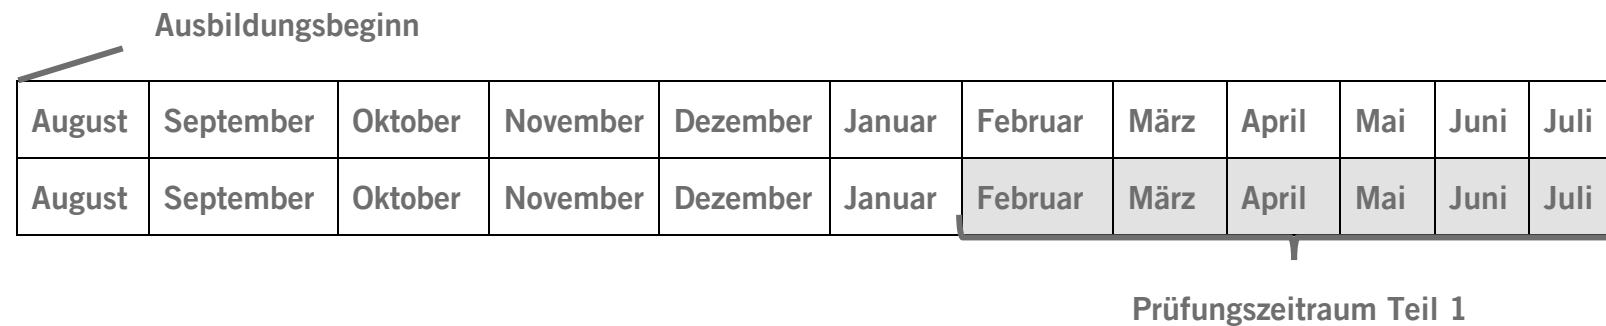 Ausbildungsbeginn
August September Oktober November Dezember Januar Februar März April Mai Juni Juli
August September Oktober November Dezember Januar Februar März April Mai Juni Juli
Prüfungszeitraum Teil 1